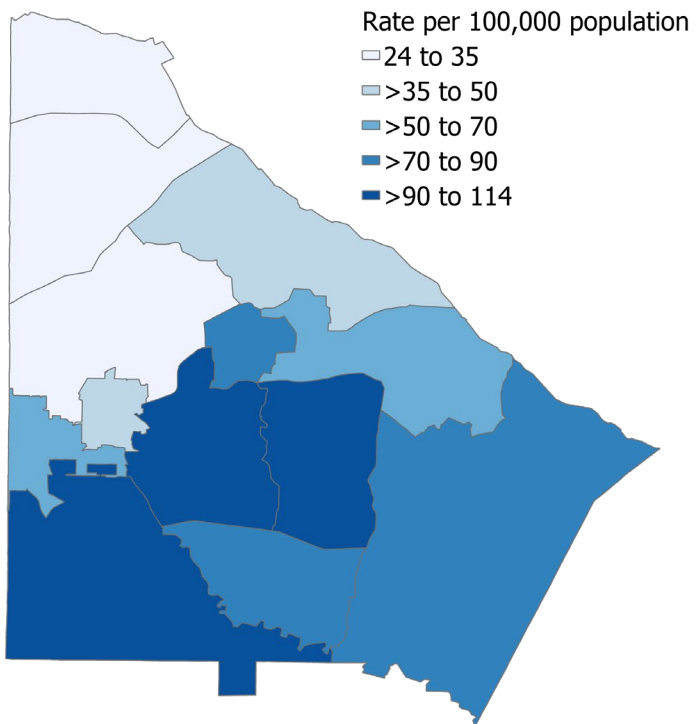 Rate per 100,000 population
24 to 35
>35 to 50
>50 to 70
>70 to 90
>90 to 114